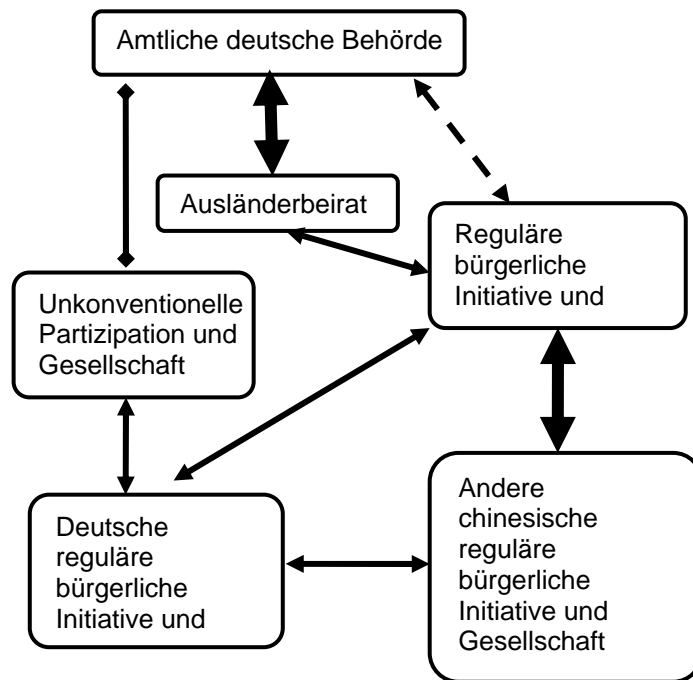 Amtliche deutsche Behörde
Ausländerbeirat
Reguläre
bürgerliche
Initiative und
Unkonventionelle
Partizipation und
Gesellschaft
Deutsche
reguläre
bürgerliche
Initiative und
Andere
chinesische
reguläre
bürgerliche
Initiative und
Gesellschaft